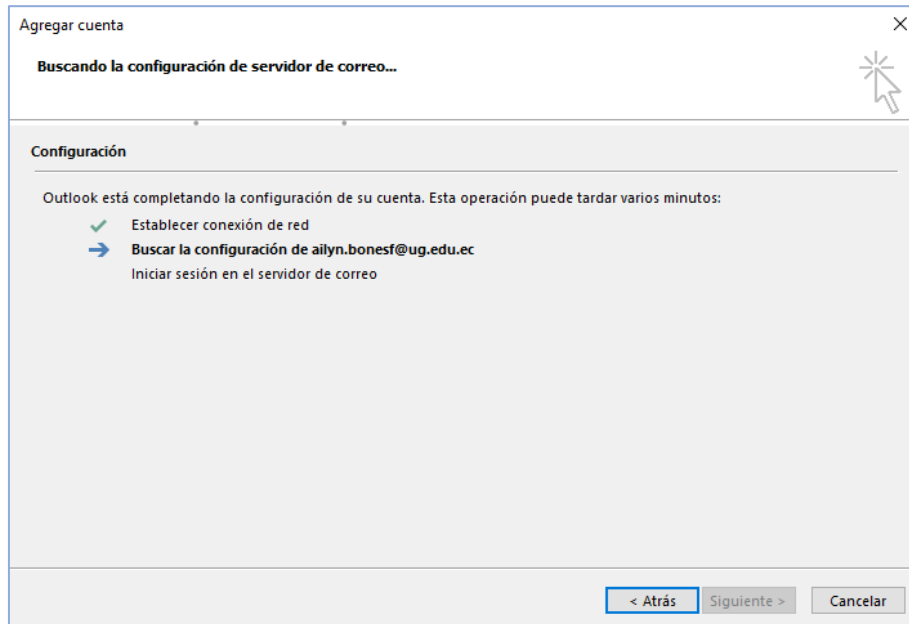 Agregar cuenta
Buscando la configuración de servidor de correo...
Configuración
Outlook está completando la configuración de su cuenta. Esta operación puede tardar varios minutos:
Establecer conexión de red
Buscar la configuración de ailyn.bonesf@ug.edu.ec
Iniciar sesión en el servidor de correo
< Atrás Siguiente > Cancelar